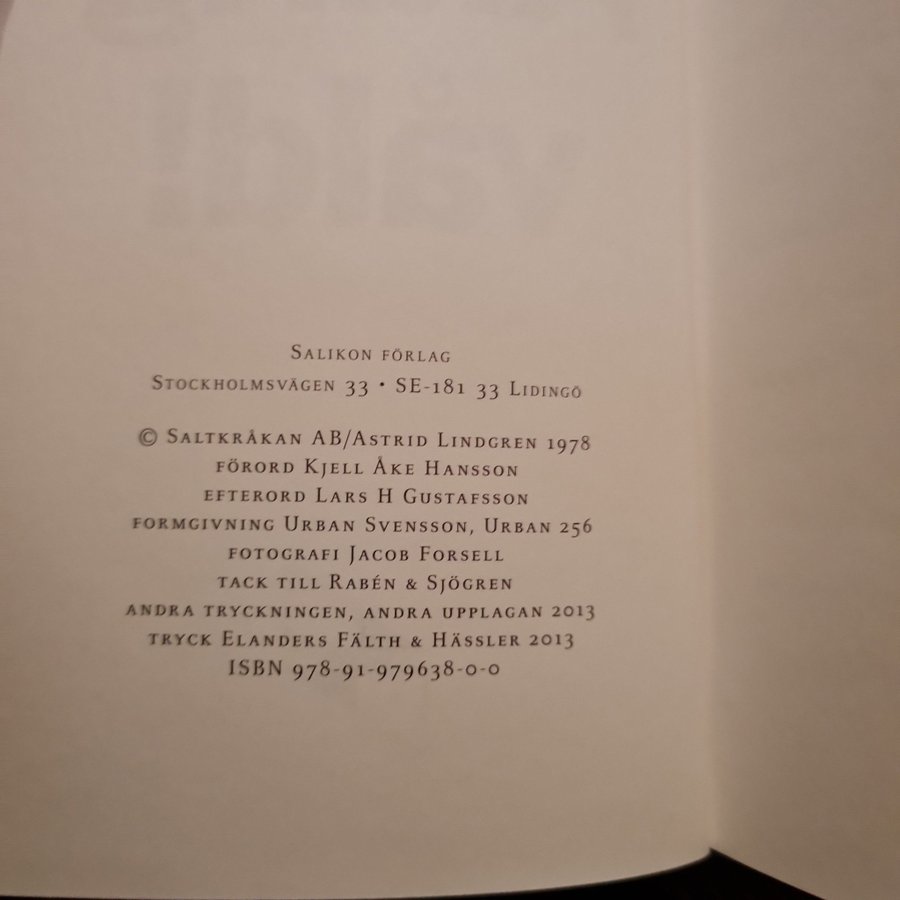 Salikon förlag
Stockholmsvägen 33 • SE-181 33 Lidingö
© Saltkråkan AB/Astrid Lindgren 1978
förord Kjell Åke Hansson
efterord Lars H Gustafsson
formgivning Urban Svensson, Urban 256
fotografi Jacob Forsell
tack till Rabén & Sjögren
andra tryckningen, andra upplagan 2013
tryck Elanders Fälth & Hässler 2013
ISBN 978-91-979638-0-0